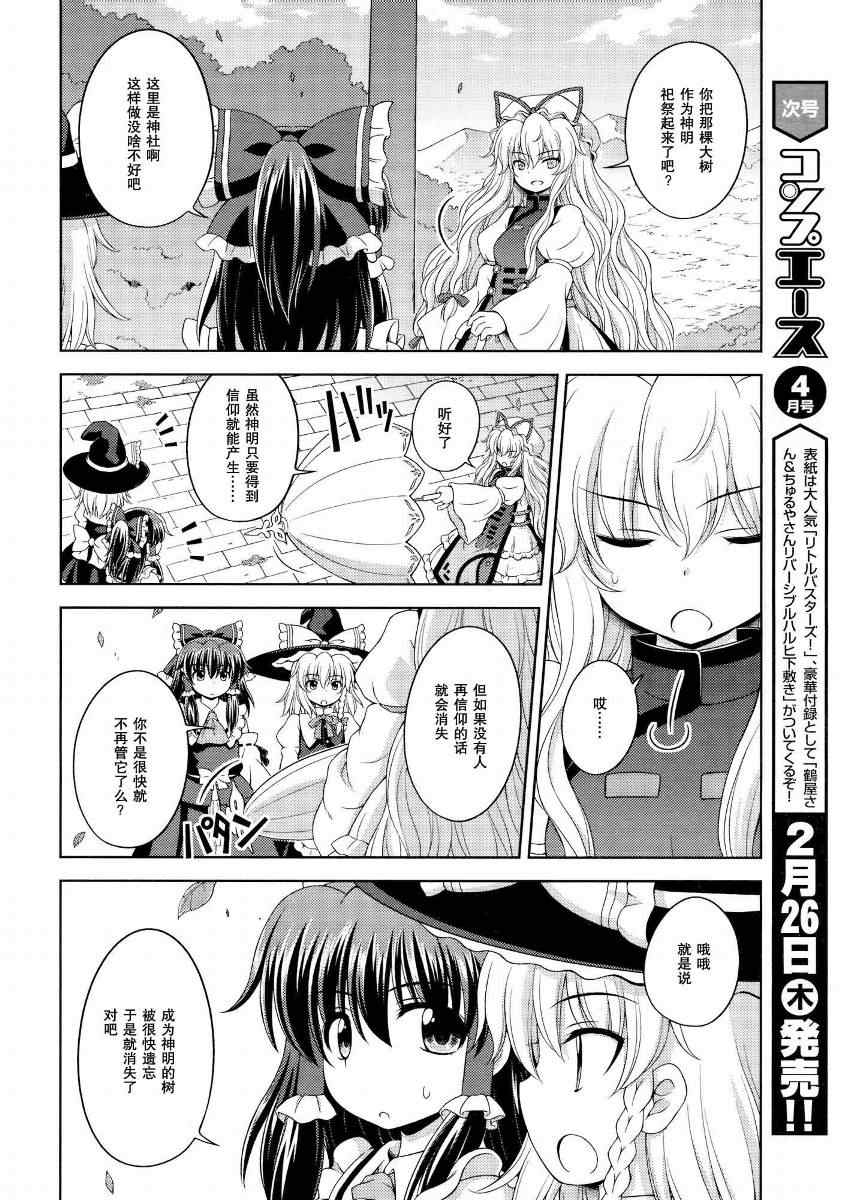 你把那棵大树
作为神明
祀祭起来了吧？
这里是神社啊
这样做没啥不好吧
哎……
听好了
虽然神明只要得到
信仰就能产生……
但如果没有人
再信仰的话
就会消失
你不是很快就
不再管它了么？
パタン
哦哦
就是说
成为神明的树
被很快遗忘
于是就消失了
对吧
次号
コンプエース
4月号
表紙は大人気「リトルバスターズ！」、豪華付録として「鶴屋さ
ん&ちゅるやさんリバーシブルハルヒ下敷き」がついてくるぞ！
2月26日木発売!!